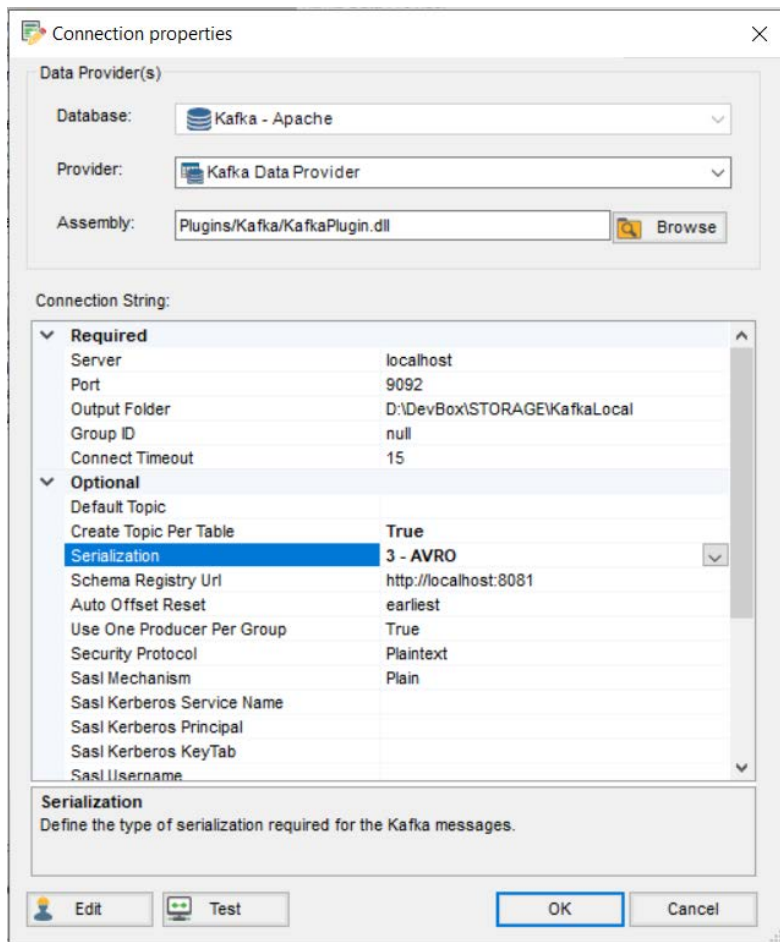 Connection properties
Data Provider(s)
Database: Kafka - Apache
Provider: Kafka Data Provider
Assembly: Plugins/Kafka/KafkaPlugin.dll Browse
Connection String:
Required
Server localhost
Port 9092
Output Folder D:\DevBox\STORAGE\KafkaLocal
Group ID null
Connect Timeout 15
Optional
Default Topic
Create Topic Per Table True
Serialization 3 - AVRO
Schema Registry Url http://localhost:8081
Auto Offset Reset earliest
Use One Producer Per Group True
Security Protocol Plaintext
Sasl Mechanism Plain
Sasl Kerberos Service Name
Sasl Kerberos Principal
Sasl Kerberos KeyTab
Sasl Username
Serialization
Define the type of serialization required for the Kafka messages.
Edit Test OK Cancel